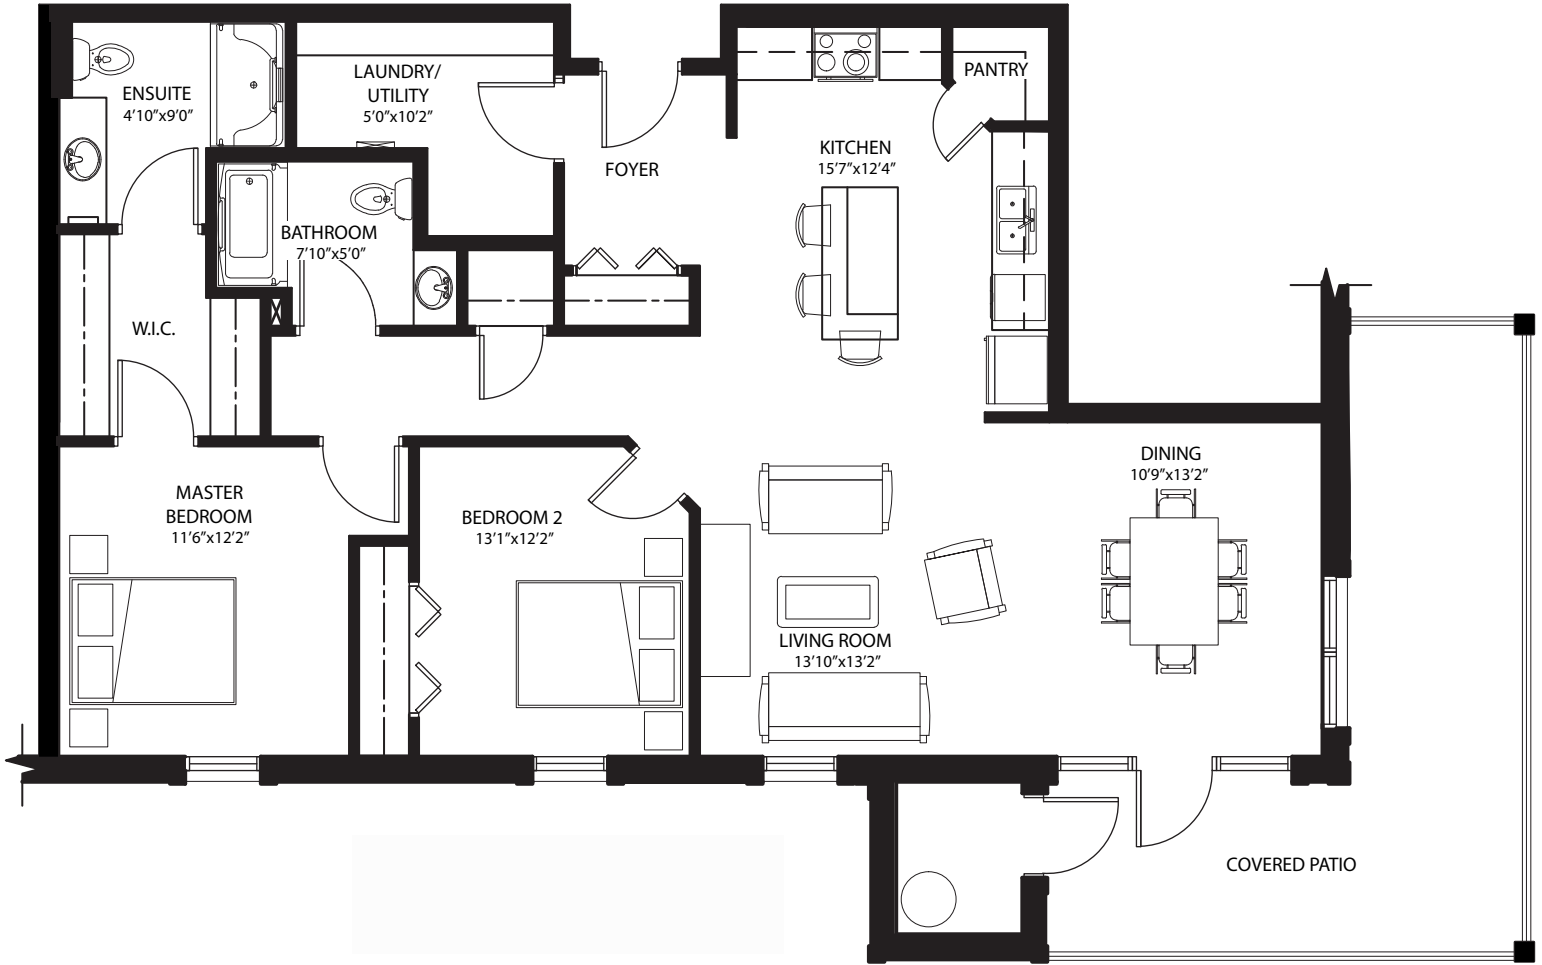 ENSUITE
4'10"x9'0"
LAUNDRY/
UTILITY
5'0"x10'2"
FOYER
KITCHEN
15'7"x12'4"
PANTRY
BATHROOM
7'10"x5'0"
W.I.C.
MASTER
BEDROOM
11'6"x12'2"
BEDROOM 2
13'1"x12'2"
LIVING ROOM
13'10"x13'2"
DINING
10'9"x13'2"
COVERED PATIO